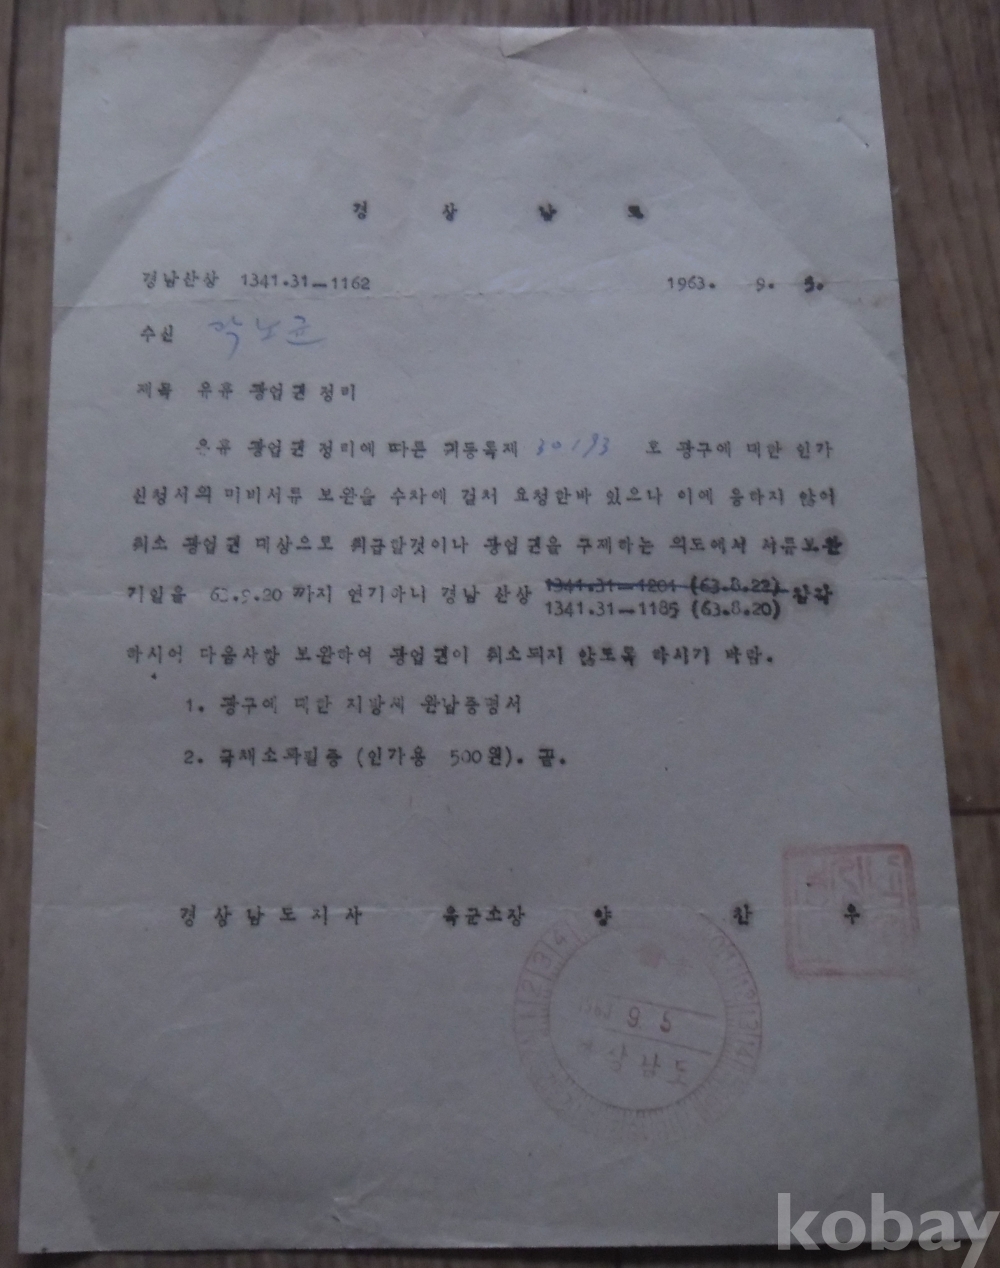 경 상 남 도
경남산상 1341.31-1162 1963. 9. 5.
수신 박노균
제목 유휴 광업권 정리
유휴 광업권 정리에 따른 귀등록제 30193 호 광구에 대한 인가
신청서의 미비서류 보완을 수차에 걸쳐 요청한바 있으나 이에 응하지 않어
취소 광업권 대상으로 취급할것이나 광업권을 구제하는 의도에서 서류보완
기일을 63.9.20 까지 연기하니 경남 산상 1341.31-1201 (63.8.22)
1341.31-1185 (63.8.20)
하시어 다음사항 보완하여 광업권이 취소되지 않도록 하시기 바람.
1. 광구에 대한 지방세 완납증명서
2. 국채소화필증 (인가용 500원). 끝.
경상남도지사 육군소장 양 찬 우
1963 9 5
경상남도
kobay